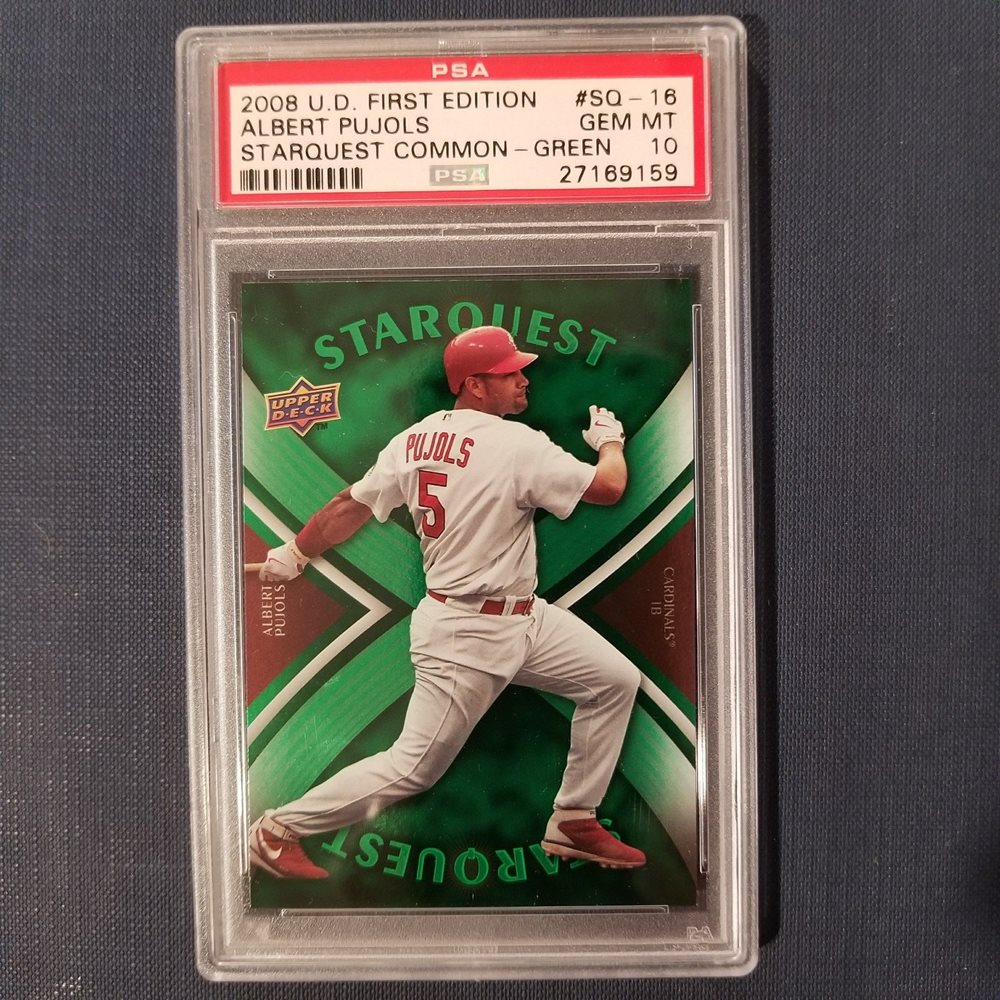 PSA
2008 U.D. FIRST EDITION #SQ-16
ALBERT PUJOLS GEM MT
STARQUEST COMMON-GREEN 10
PSA 27169159
STARQUEST
UPPER
D·E·C·K
TM
PUJOLS
5
ALBERT
PUJOLS
CARDINALS®
1B
STARQUEST